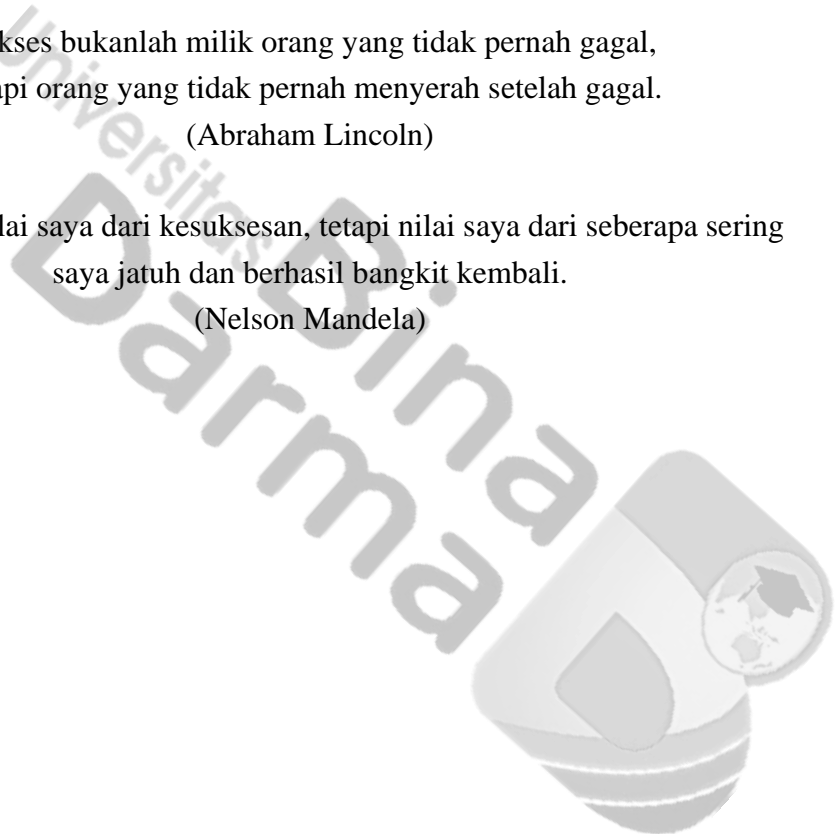 kses bukanlah milik orang yang tidak pernah gagal,
api orang yang tidak pernah menyerah setelah gagal.
(Abraham Lincoln)
lai saya dari kesuksesan, tetapi nilai saya dari seberapa sering
saya jatuh dan berhasil bangkit kembali.
(Nelson Mandela)
Universitas
Bina
Darma